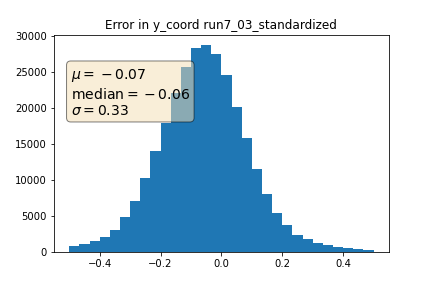 Error in y_coord run7_03_standardized
30000
25000
20000
15000
10000
5000
0
μ = −0.07
median = −0.06
σ = 0.33
−0.4 −0.2 0.0 0.2 0.4